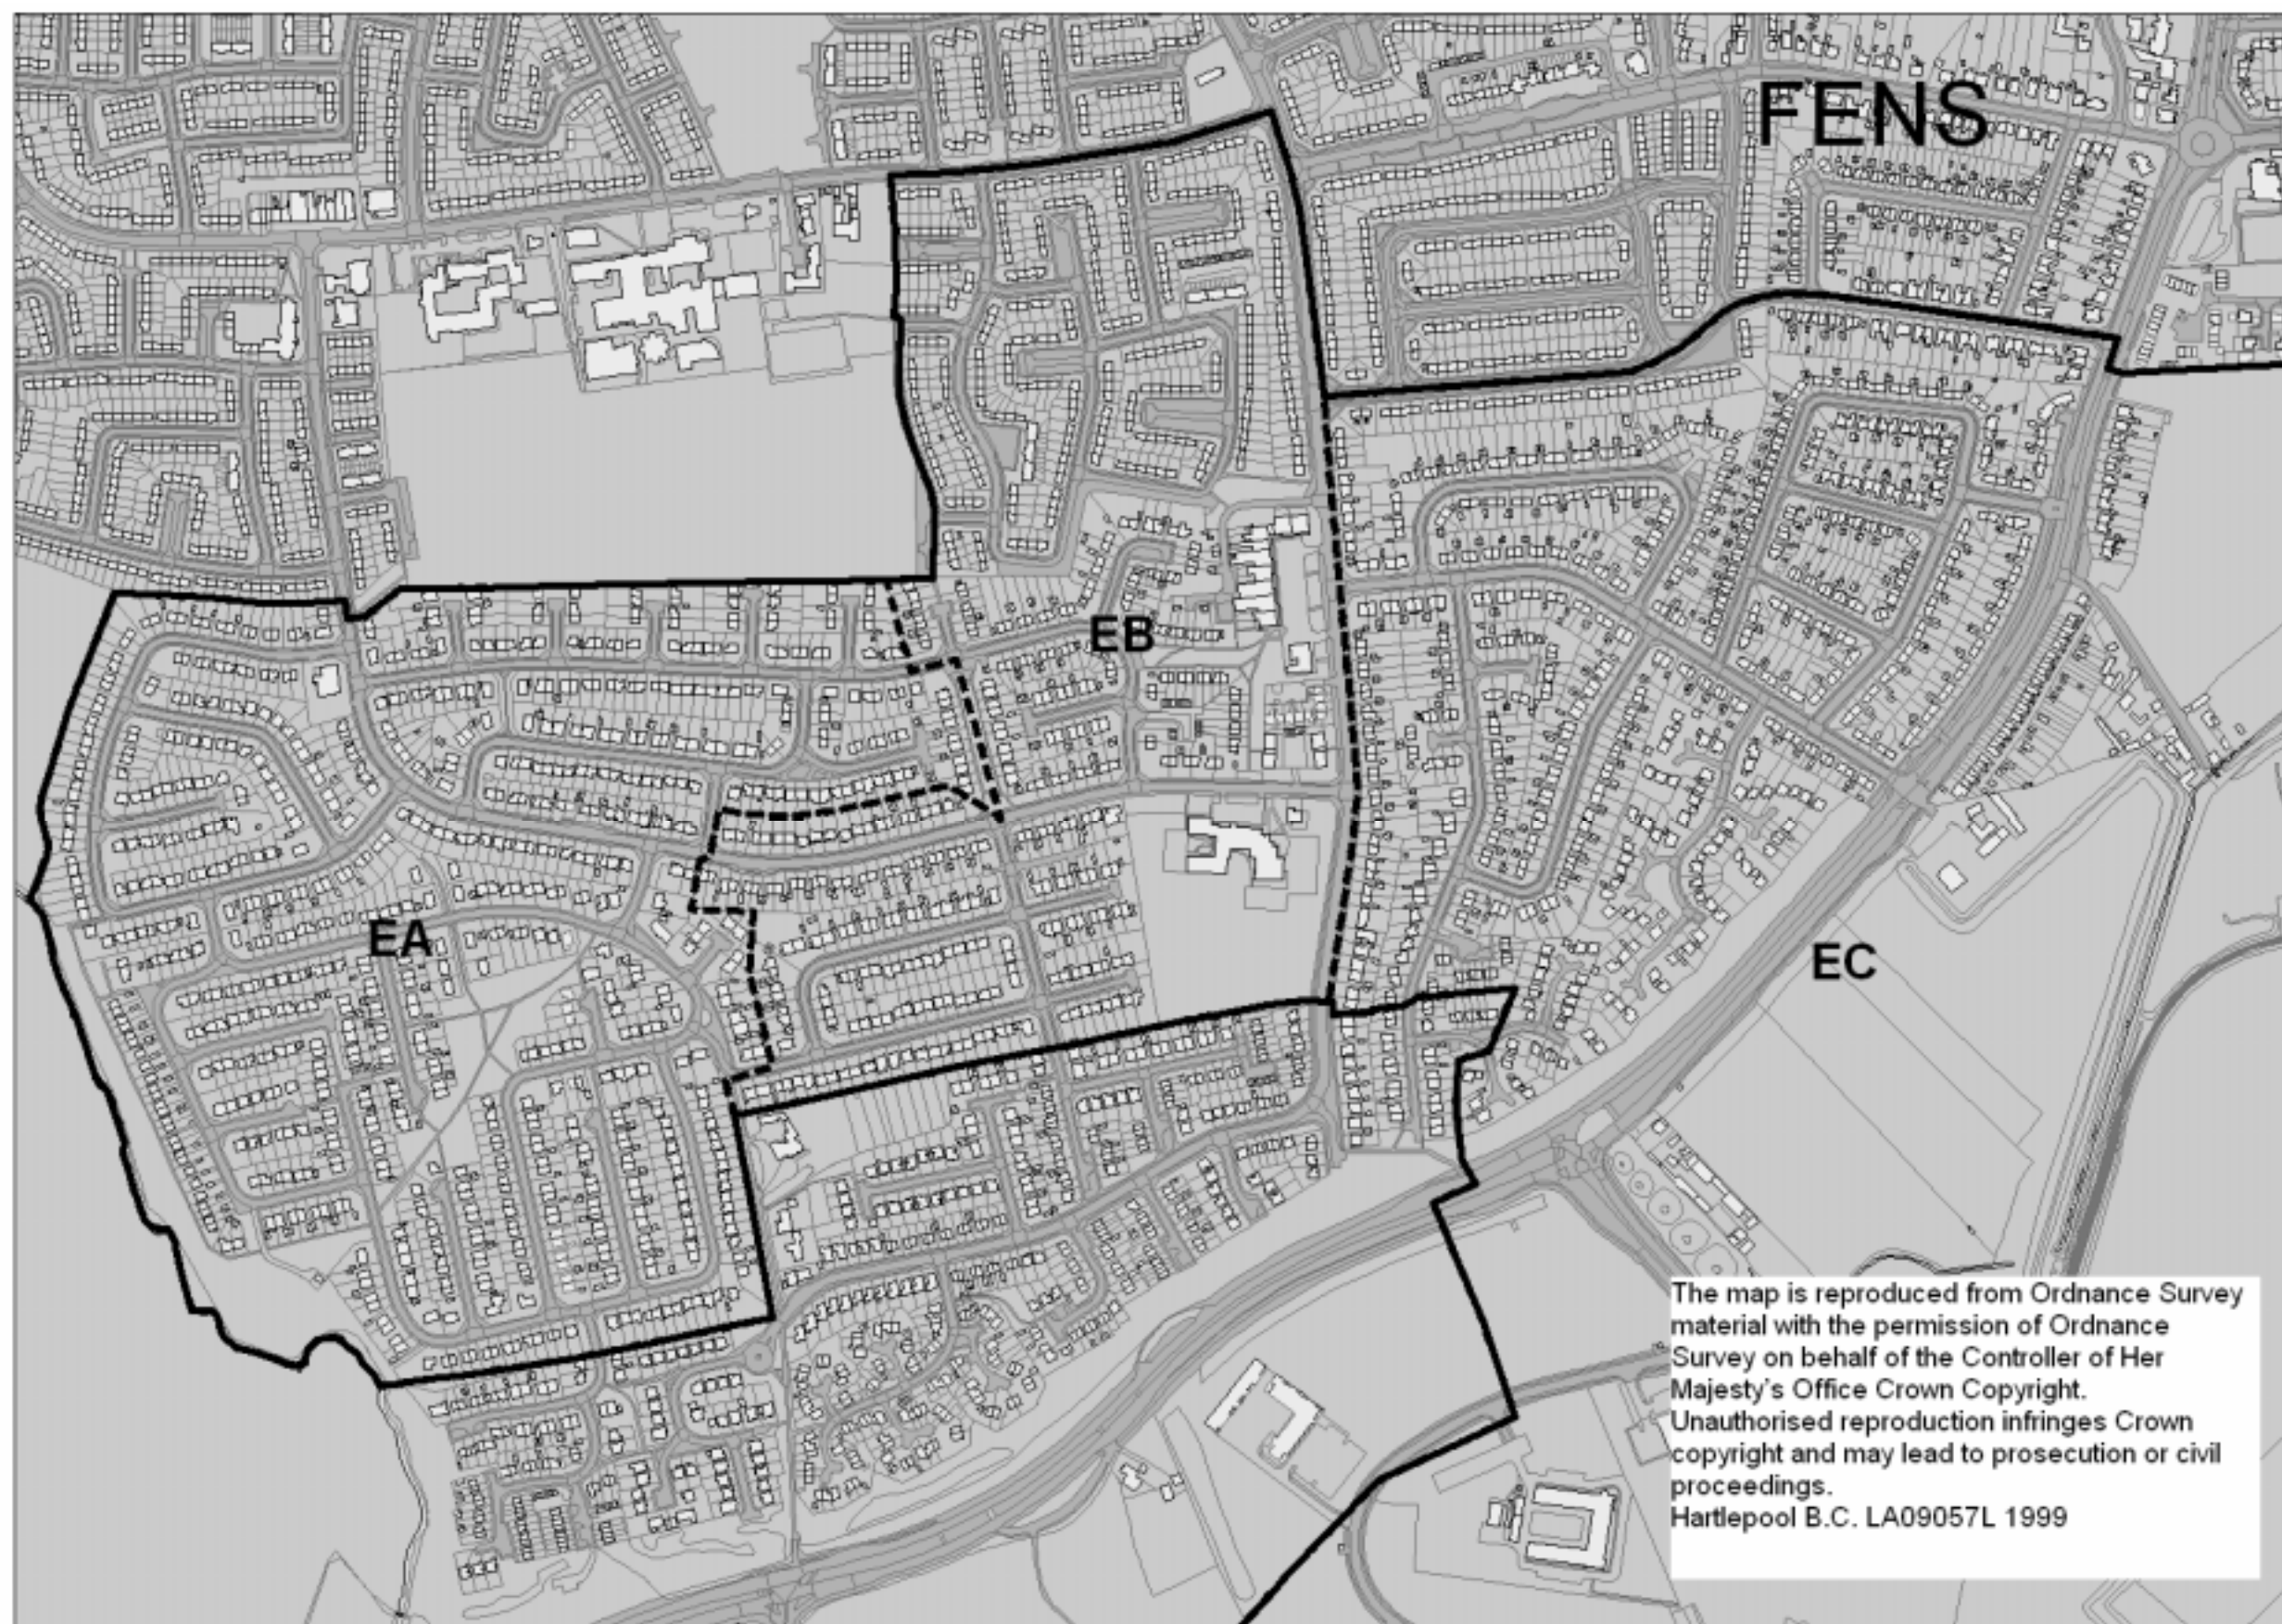 FENS
EB
EA
EC
The map is reproduced from Ordnance Survey
material with the permission of Ordnance
Survey on behalf of the Controller of Her
Majesty's Office Crown Copyright.
Unauthorised reproduction infringes Crown
copyright and may lead to prosecution or civil
proceedings.
Hartlepool B.C. LA09057L 1999